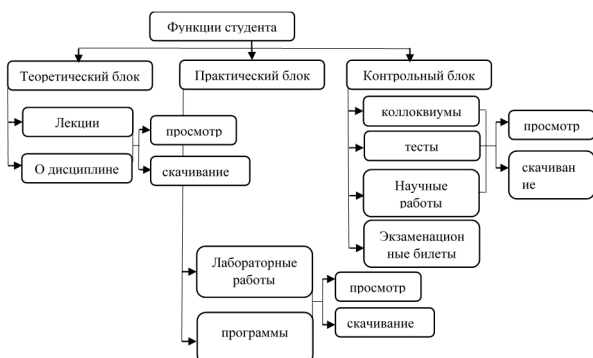 Функции студента
Теоретический блок
Практический блок
Контрольный блок
Лекции
О дисциплине
просмотр
скачивание
Лабораторные
работы
программы
просмотр
скачивание
коллоквиумы
тесты
Научные
работы
Экзаменацион
ные билеты
просмотр
скачиван
ие